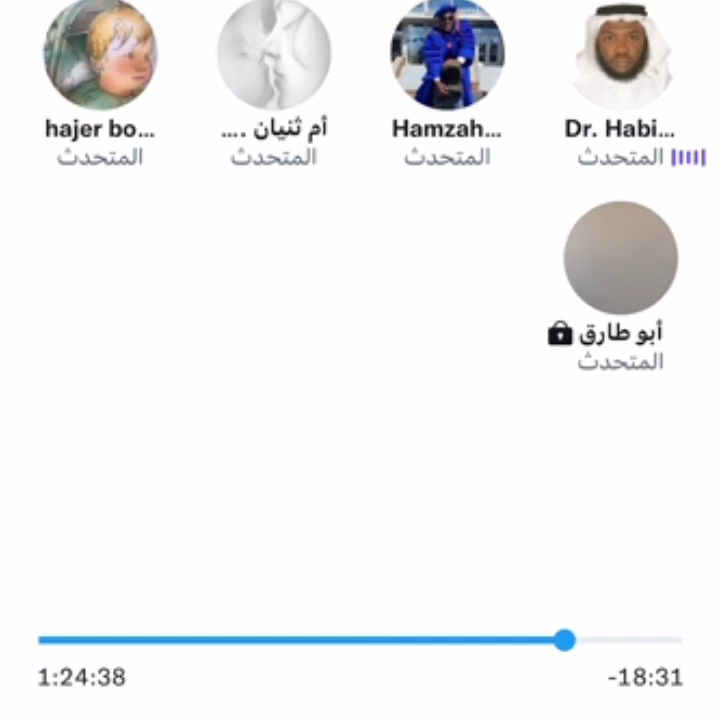 Dr. Habi...
المتحدث
Hamzah...
المتحدث
أم ثنيان ....
المتحدث
hajer bo...
المتحدث
أبو طارق
المتحدث
1:24:38
-18:31